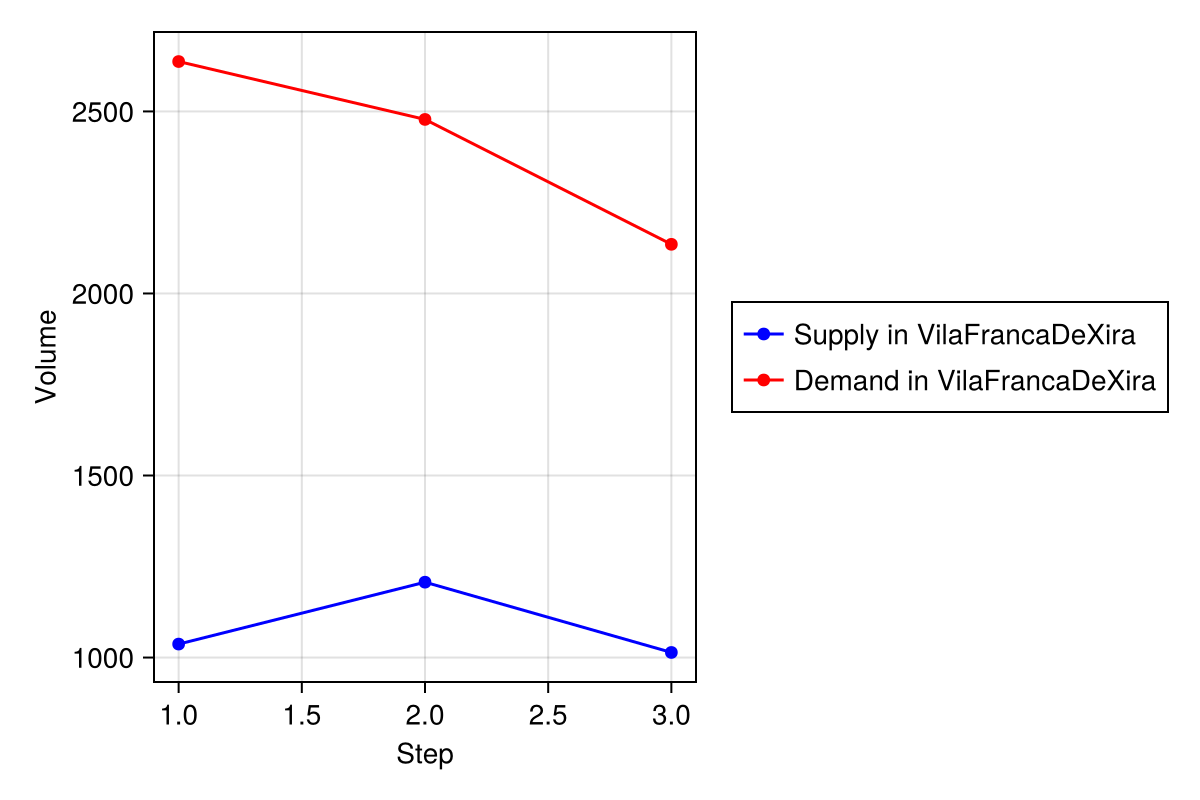 2500
2000
1500
1000
Volume
1.0 1.5 2.0 2.5 3.0
Step
Supply in VilaFrancaDeXira
Demand in VilaFrancaDeXira